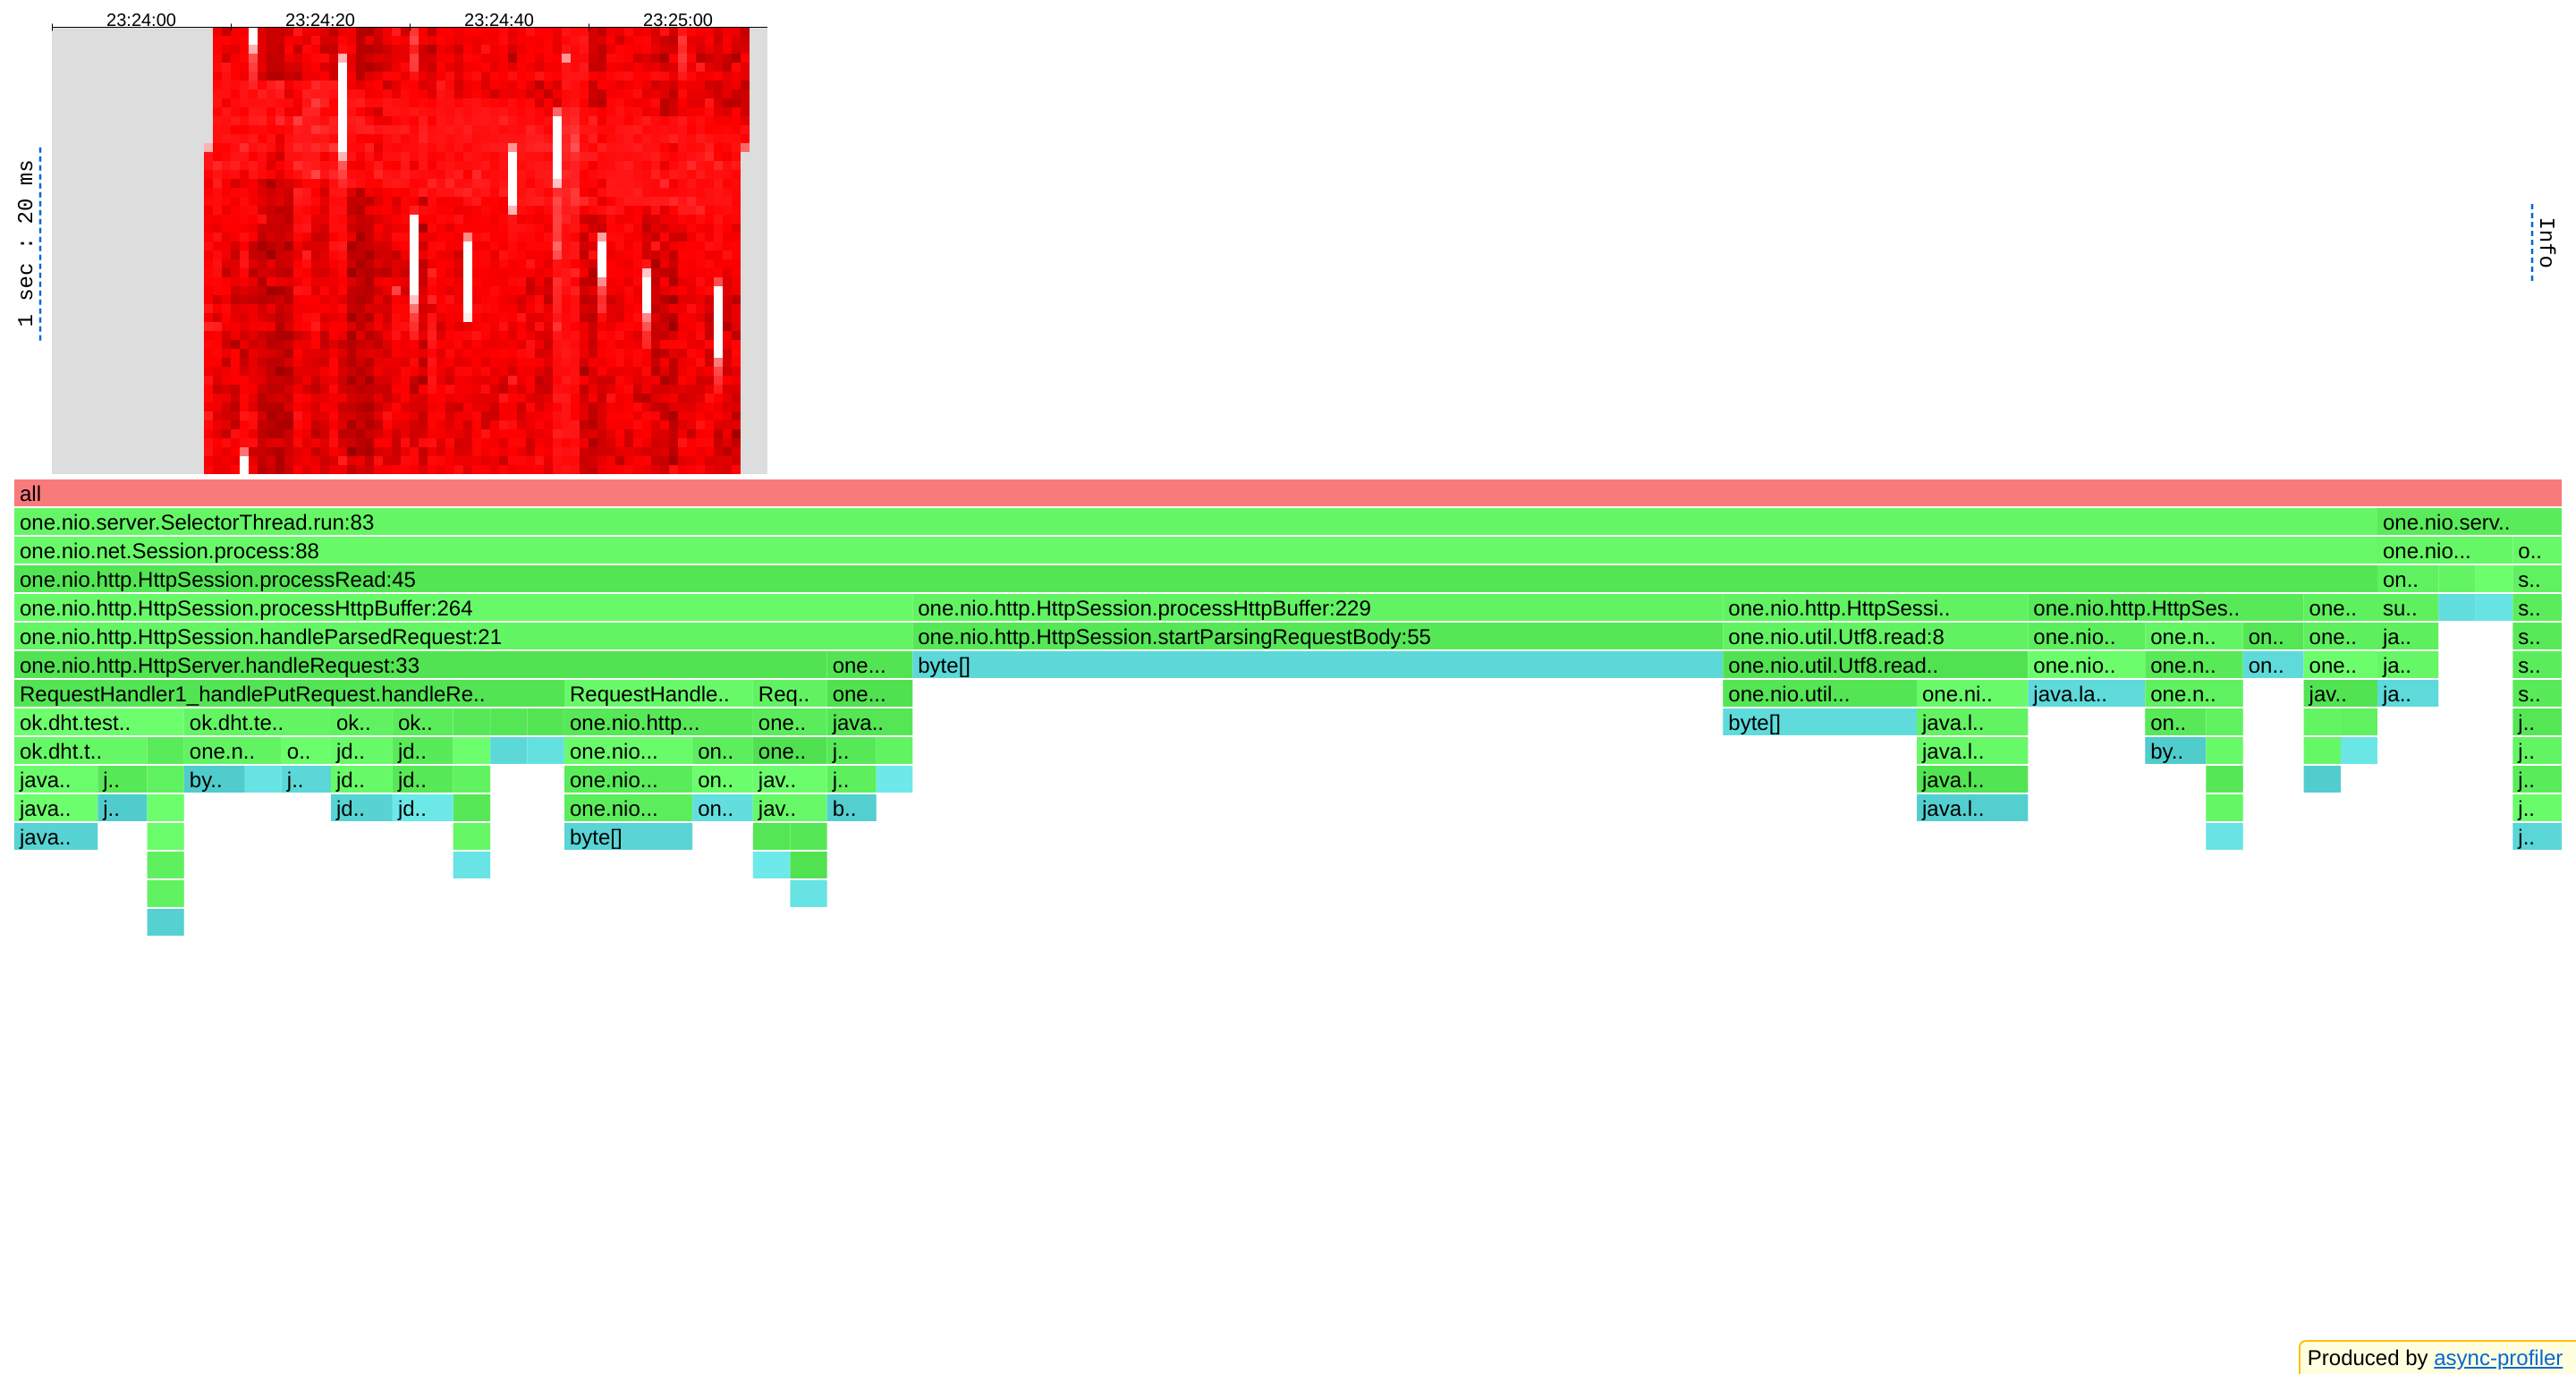 23:24:00 23:24:20 23:24:40 23:25:00
1 sec : 20 ms
Info
all
one.nio.server.SelectorThread.run:83 one.nio.serv..
one.nio.net.Session.process:88 one.nio... o..
one.nio.http.HttpSession.processRead:45 on.. s..
one.nio.http.HttpSession.processHttpBuffer:264 one.nio.http.HttpSession.processHttpBuffer:229 one.nio.http.HttpSessi.. one.nio.http.HttpSes.. one.. su.. s..
one.nio.http.HttpSession.handleParsedRequest:21 one.nio.http.HttpSession.startParsingRequestBody:55 one.nio.util.Utf8.read:8 one.nio.. one.n.. on.. one.. ja.. s..
one.nio.http.HttpServer.handleRequest:33 one... byte[] one.nio.util.Utf8.read.. one.nio.. one.n.. on.. one.. ja.. s..
RequestHandler1_handlePutRequest.handleRe.. RequestHandle.. Req.. one... one.nio.util... one.ni.. java.la.. one.n.. jav.. ja.. s..
ok.dht.test.. ok.dht.te.. ok.. ok.. one.nio.http... one.. java.. byte[] java.l.. on.. j..
ok.dht.t.. one.n.. o.. jd.. jd.. one.nio... on.. one.. j.. java.l.. by.. j..
java.. j.. by.. j.. jd.. jd.. one.nio... on.. jav.. j.. java.l.. j..
java.. j.. jd.. jd.. one.nio... on.. jav.. b.. java.l.. j..
java.. byte[] j..
Produced by async-profiler